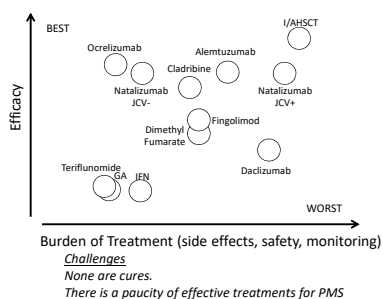 I/AHSCT
BEST
Ocrelizumab
Alemtuzumab
Cladribine
Natalizumab
JCV-
Natalizumab
JCV+
Efficacy
Fingolimod
Dimethyl
Fumarate
Daclizumab
Teriflunomide
GA
IFN
WORST
Burden of Treatment (side effects, safety, monitoring)
Challenges
None are cures.
There is a paucity of effective treatments for PMS